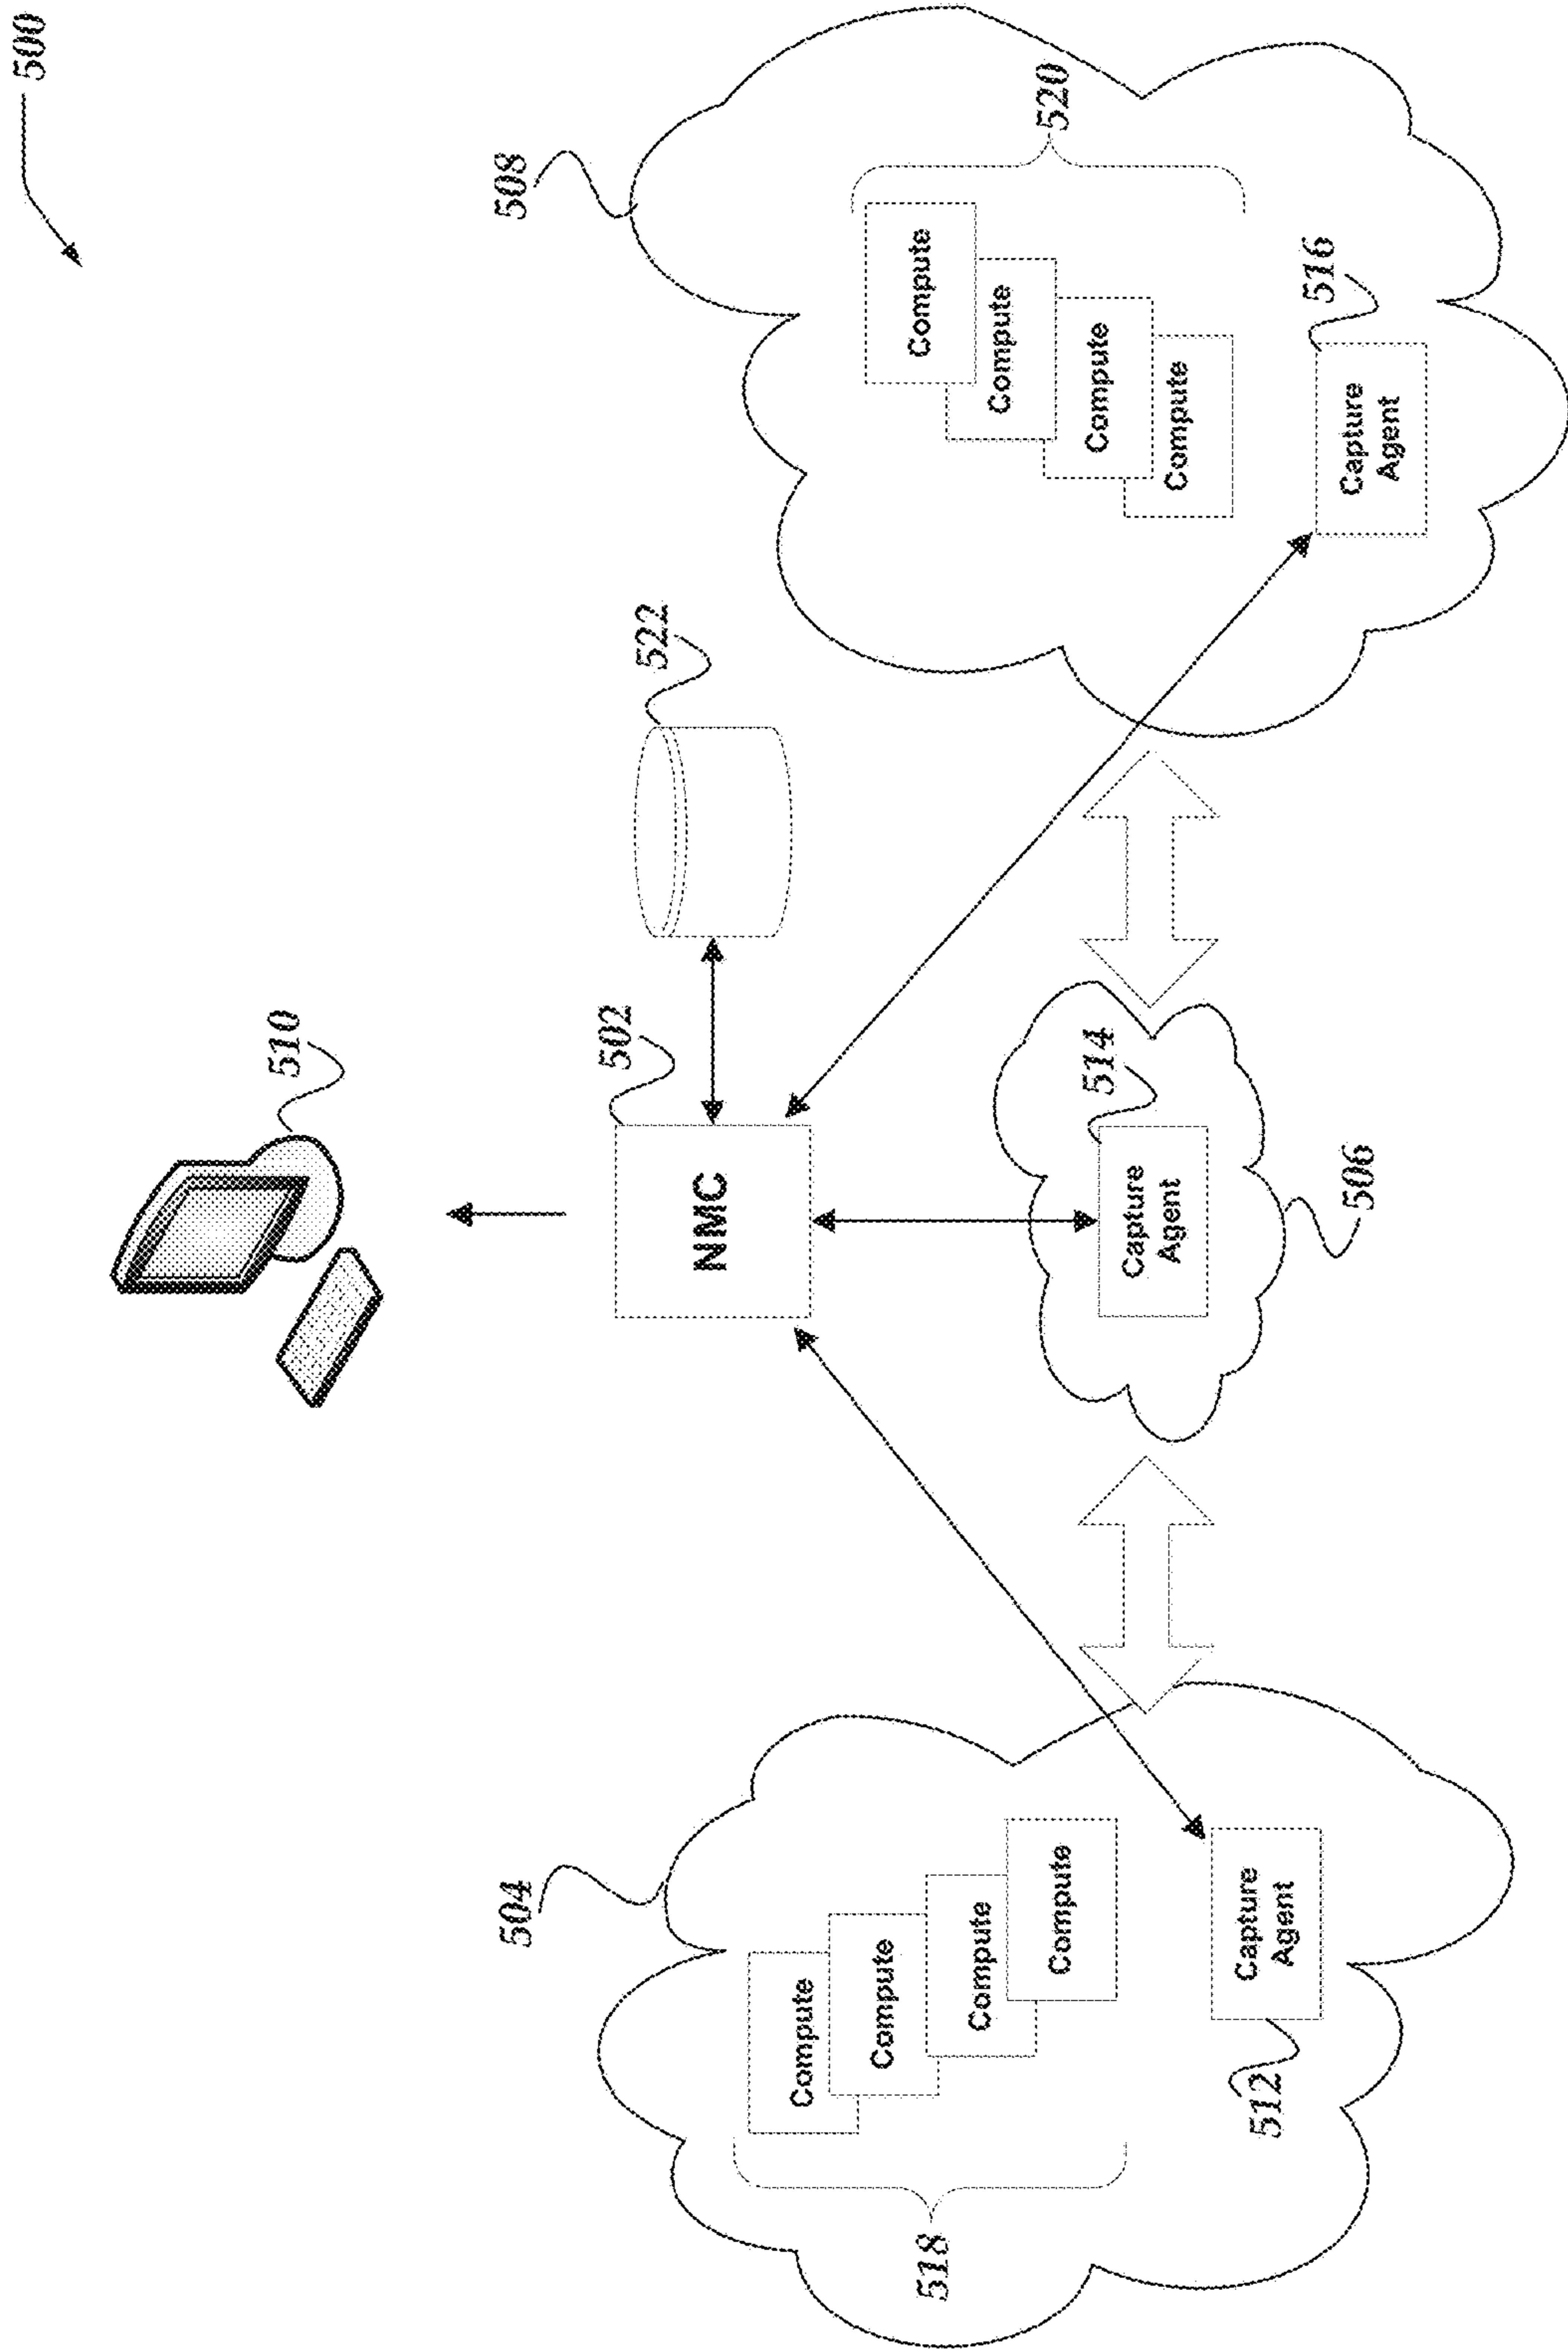 500
510
508
522
504
502
520
NMC
Compute
Compute
Compute
Compute
518
Compute
Compute
Compute
Compute
514
Capture
Agent
516
Capture
Agent
Capture
Agent
512
506